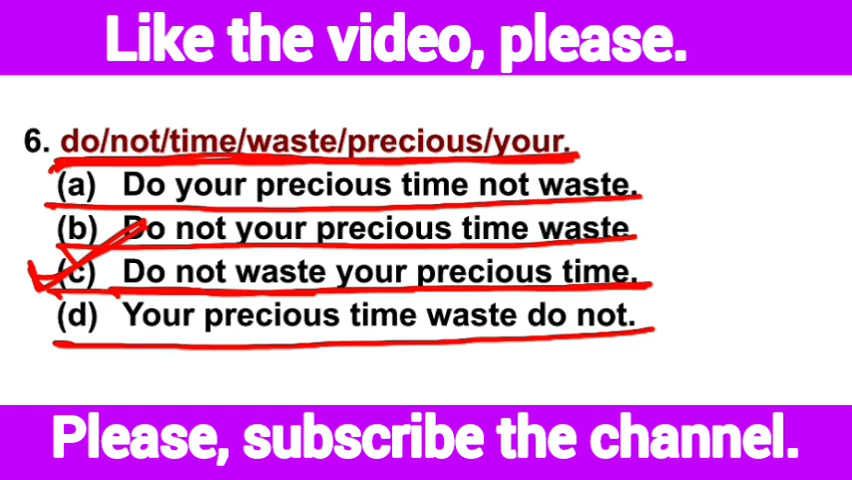 Like the video, please.
6. do/not/time/waste/precious/your.
(a) Do your precious time not waste.
(b) Do not your precious time waste.
(c) Do not waste your precious time.
(d) Your precious time waste do not.
Please, subscribe the channel.